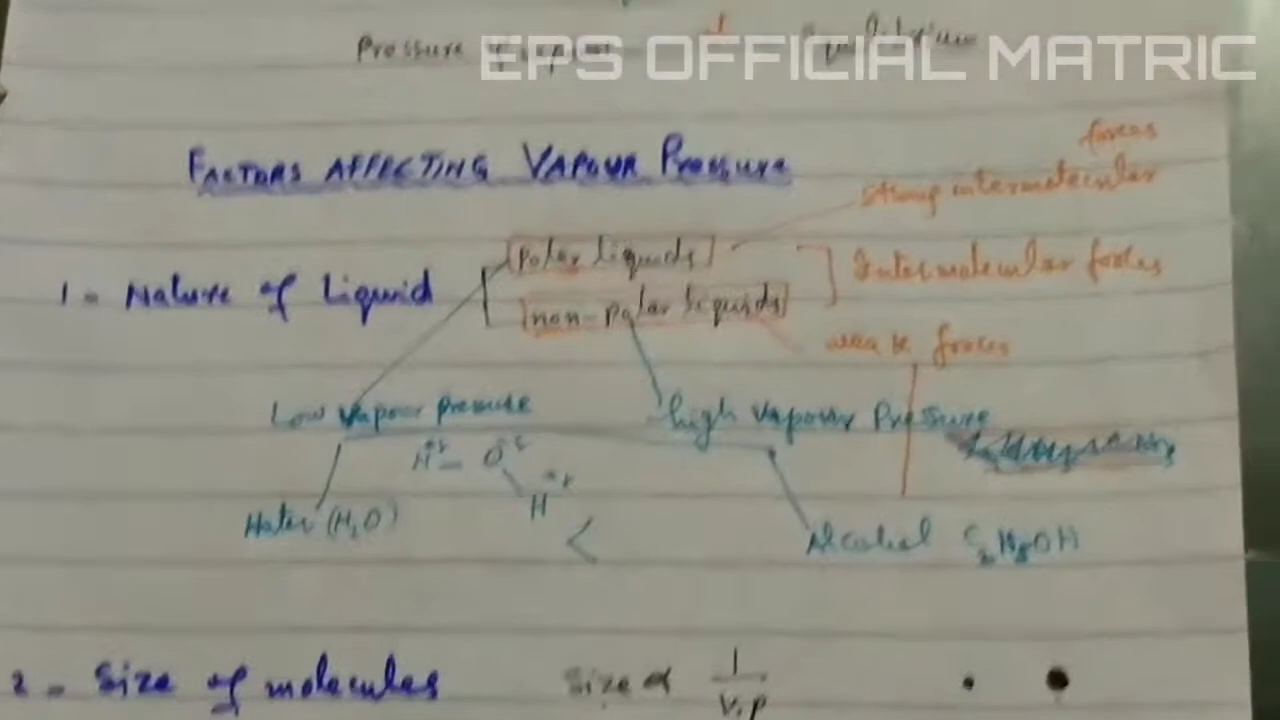 Pressure
EPS OFFICIAL MATRIC
FACTORS AFFECTING VAPOUR Pressure
forces
strong intermolecular
[Polar liquids]
1 - Nature of Liquid
Intermolecular forces
[non-polar liquids]
weak forces
Low vapour pressure
high vapour Pressure
H O
H
Water (H2O)
<
Alcohol C2H5OH
2 - Size of molecules Size ∝ 1/v.p